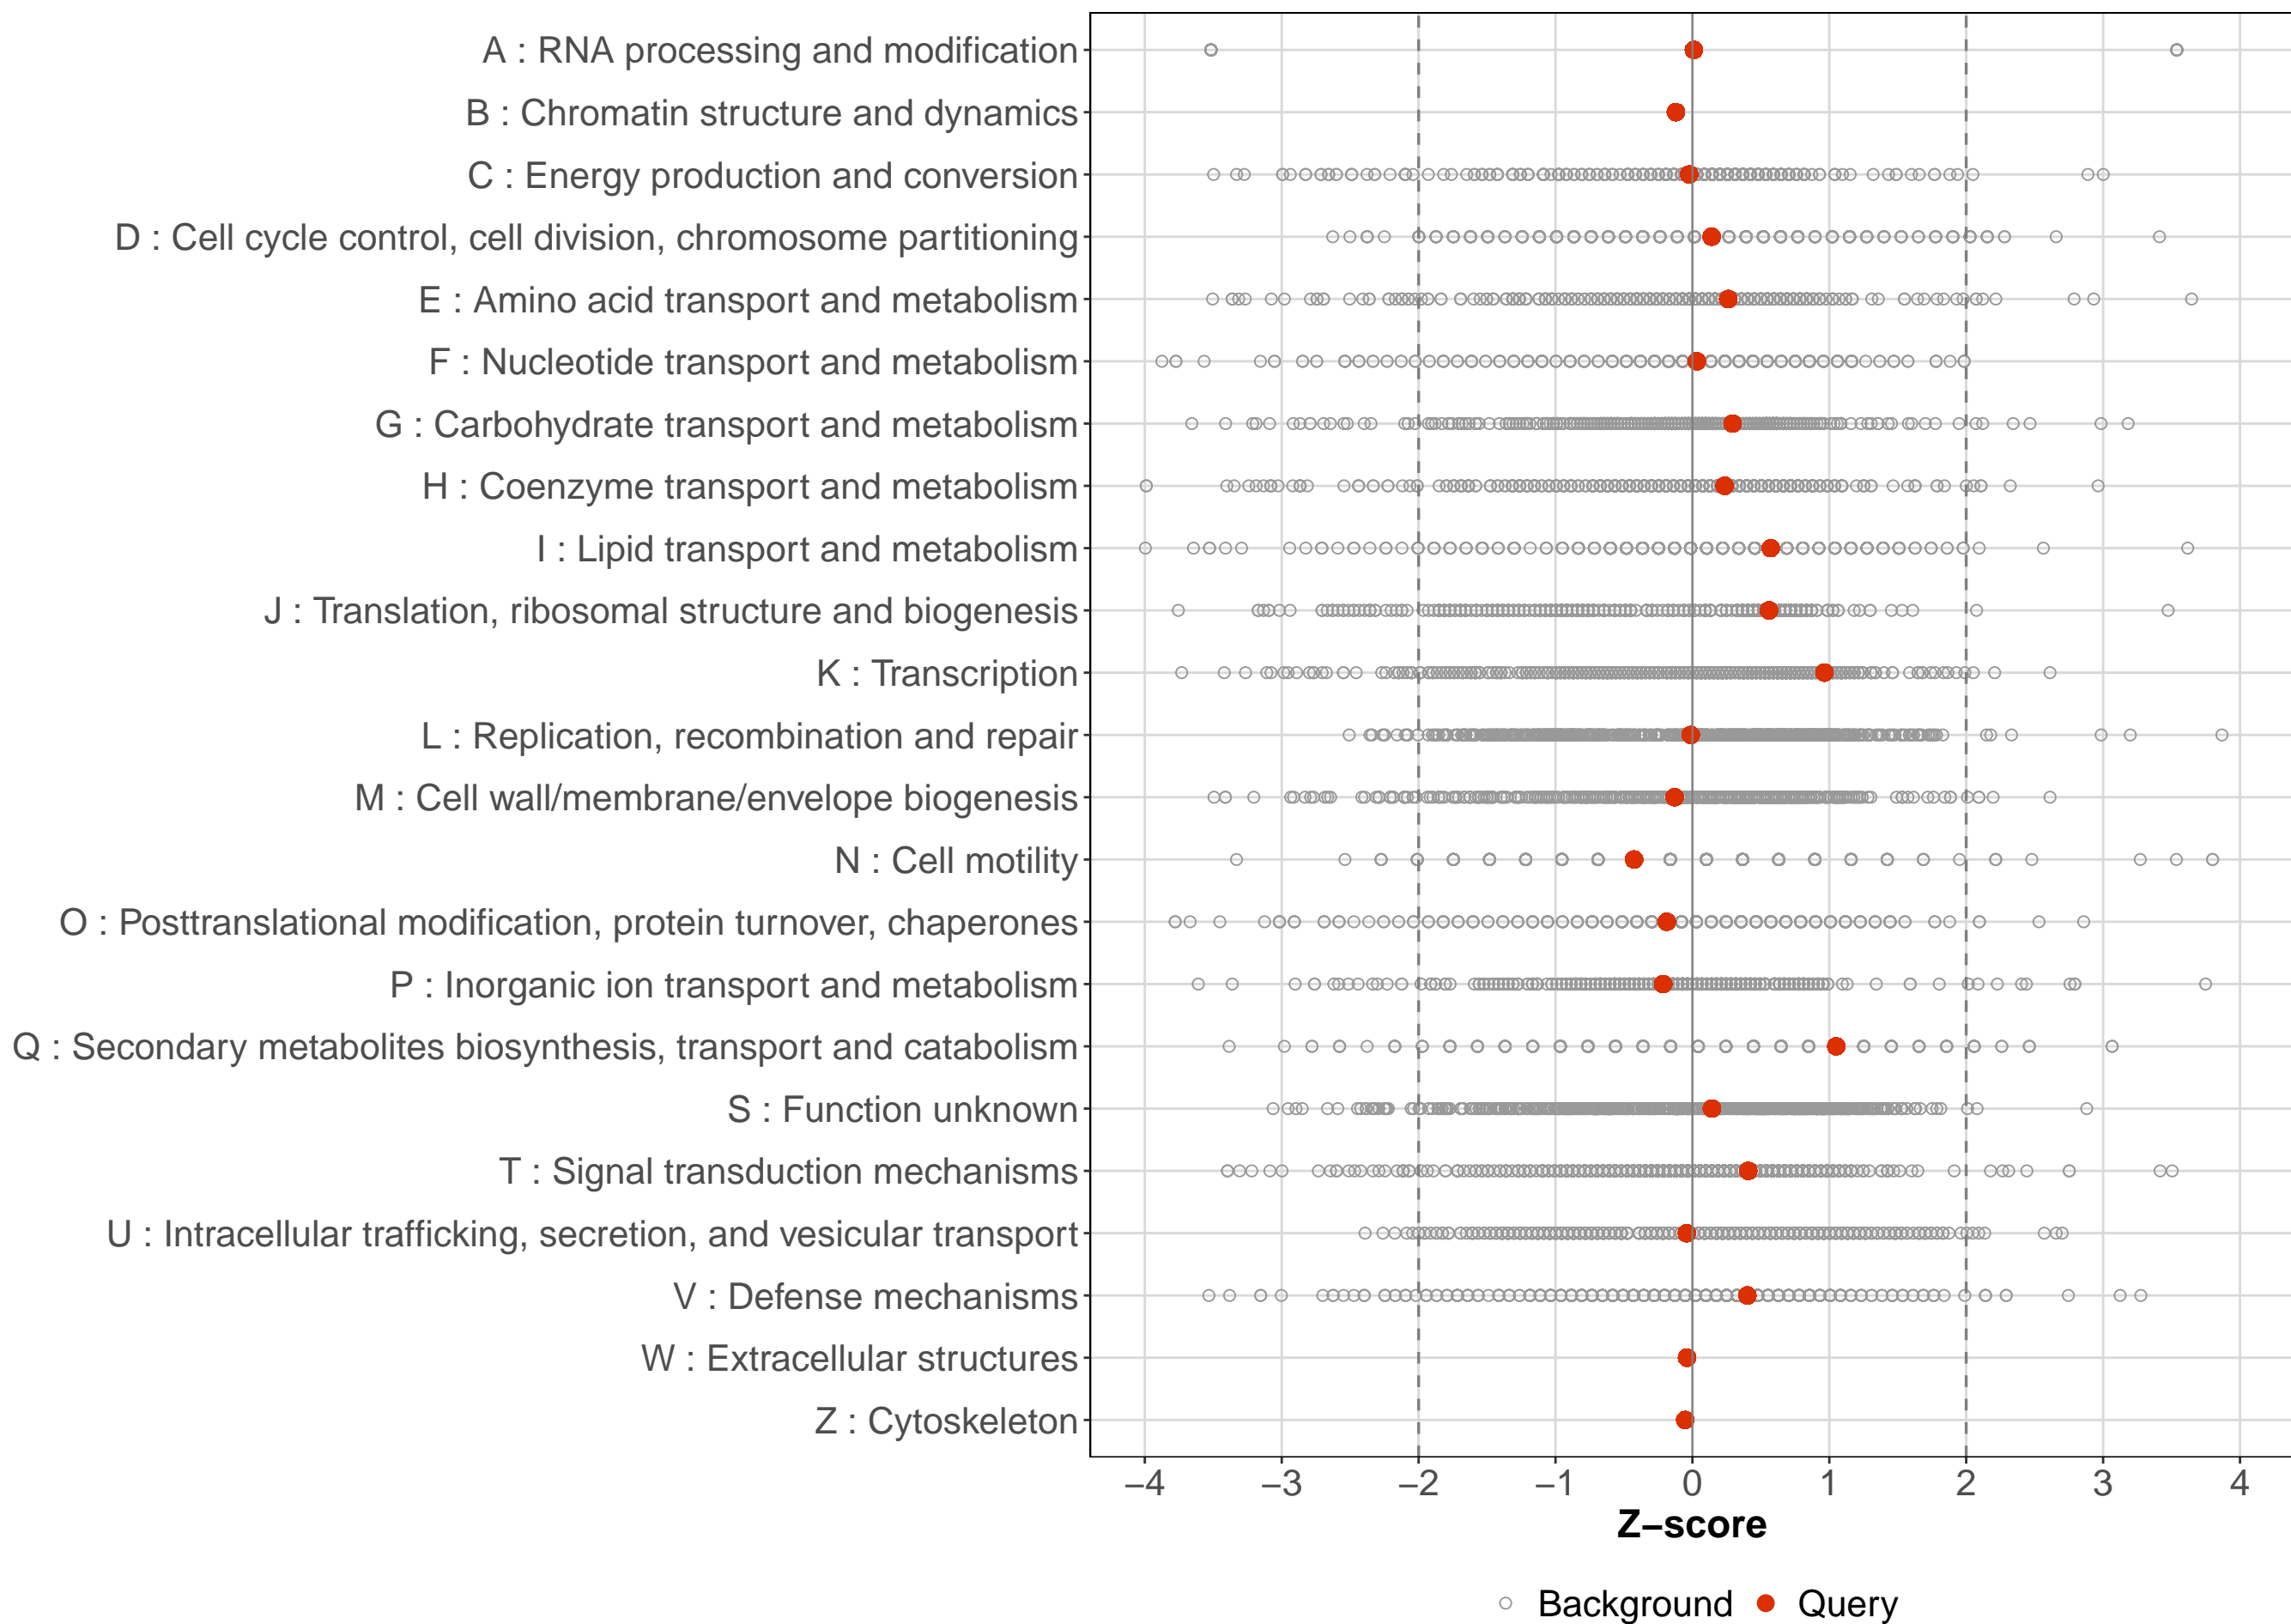 A : RNA processing and modification
B : Chromatin structure and dynamics
C : Energy production and conversion
D : Cell cycle control, cell division, chromosome partitioning
E : Amino acid transport and metabolism
F : Nucleotide transport and metabolism
G : Carbohydrate transport and metabolism
H : Coenzyme transport and metabolism
I : Lipid transport and metabolism
J : Translation, ribosomal structure and biogenesis
K : Transcription
L : Replication, recombination and repair
M : Cell wall/membrane/envelope biogenesis
N : Cell motility
O : Posttranslational modification, protein turnover, chaperones
P : Inorganic ion transport and metabolism
Q : Secondary metabolites biosynthesis, transport and catabolism
S : Function unknown
T : Signal transduction mechanisms
U : Intracellular trafficking, secretion, and vesicular transport
V : Defense mechanisms
W : Extracellular structures
Z : Cytoskeleton
−4 −3 −2 −1 0 1 2 3 4
Z−score
Background Query